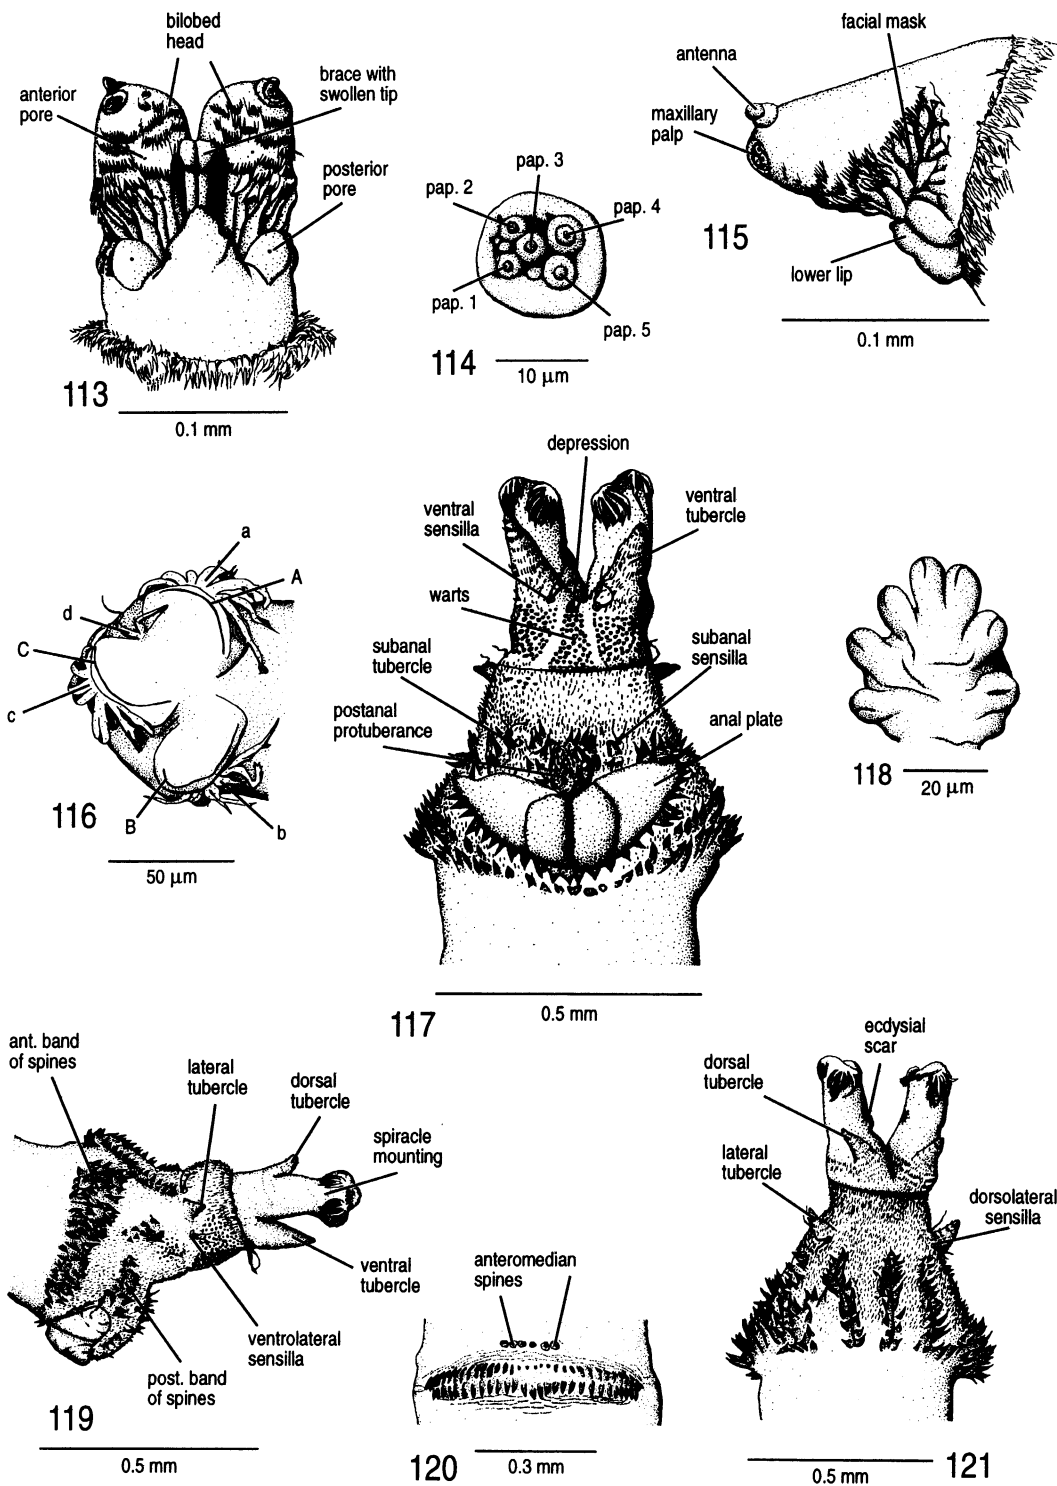 bilobed
head
anterior
pore
brace with
swollen tip
posterior
pore
113
0.1 mm
pap. 3
pap. 2
pap. 4
pap. 1
pap. 5
114
10 µm
facial mask
antenna
maxillary
palp
115
lower lip
0.1 mm
a
A
d
C
c
116
B
b
50 µm
depression
ventral
sensilla
ventral
tubercle
warts
subanal
tubercle
subanal
sensilla
postanal
protuberance
anal plate
117
0.5 mm
118
20 µm
ant. band
of spines
lateral
tubercle
dorsal
tubercle
spiracle
mounting
ventral
tubercle
ventrolateral
sensilla
post. band
of spines
119
0.5 mm
anteromedian
spines
120
0.3 mm
ecdysial
scar
dorsal
tubercle
lateral
tubercle
dorsolateral
sensilla
0.5 mm
121